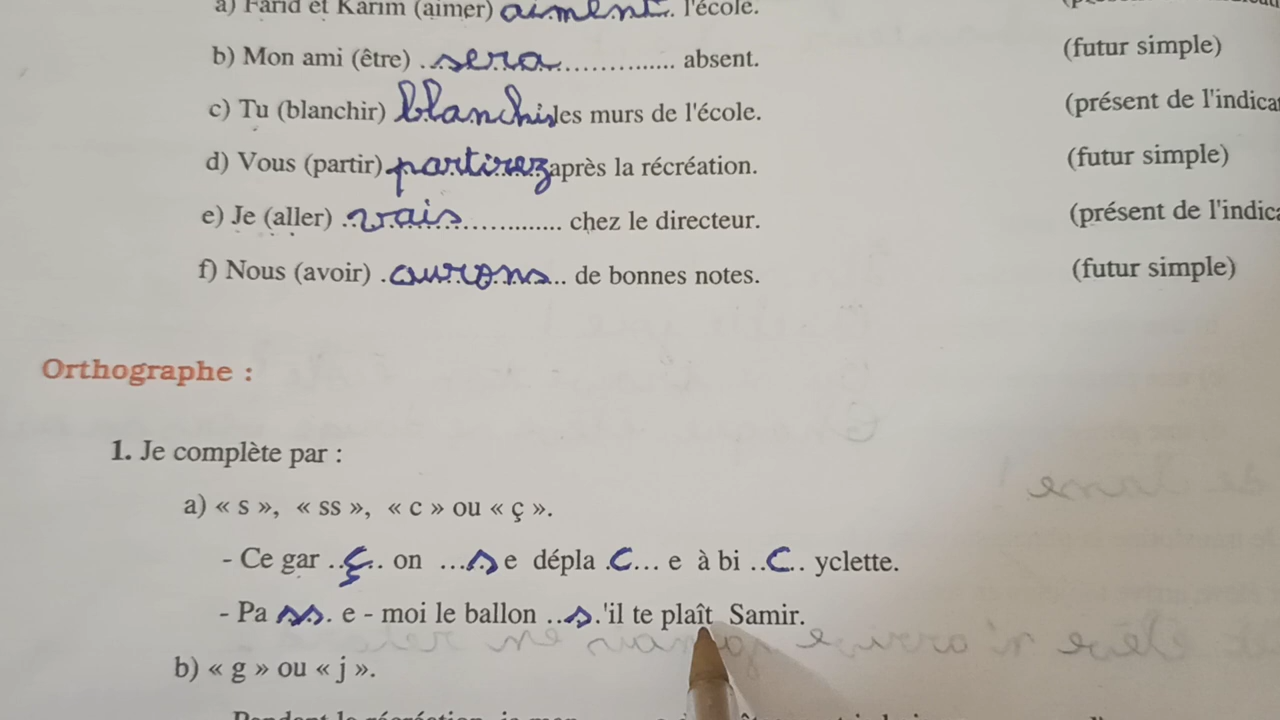 a) Farid et Karim (aimer) aiment. l'école.
b) Mon ami (être) ..sera............... absent. (futur simple)
c) Tu (blanchir) blanchis les murs de l'école. (présent de l'indica
d) Vous (partir) partirez après la récréation. (futur simple)
e) Je (aller) ..vais............. chez le directeur. (présent de l'indic
f) Nous (avoir) .aurons... de bonnes notes. (futur simple)
Orthographe :
1. Je complète par :
a) « s », « ss », « c » ou « ç ».
- Ce gar ..ç.. on ...s e dépla .c... e à bi ..c.. yclette.
- Pa ss. e - moi le ballon ..s.'il te plaît Samir.
b) « g » ou « j ».